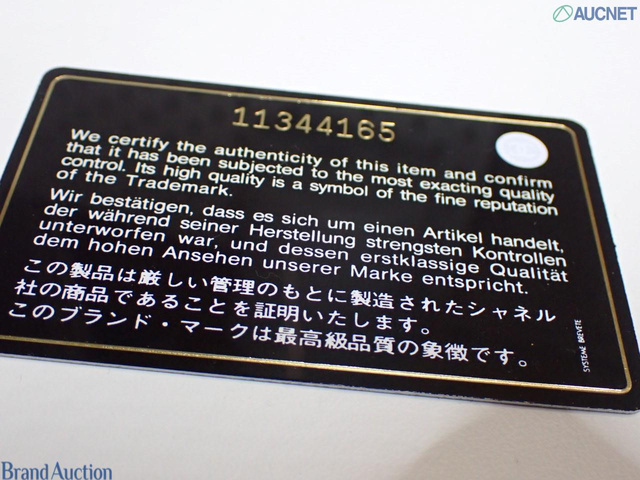 AUCNET
11344165
We certify the authenticity of this item and confirm
that it has been subjected to the most exacting quality
control. Its high quality is a symbol of the fine reputation
of the Trademark.
Wir bestätigen, dass es sich um einen Artikel handelt,
der während seiner Herstellung strengsten Kontrollen
unterworfen war, und dessen erstklassige Qualität
dem hohen Ansehen unserer Marke entspricht.
この製品は厳しい管理のもとに製造されたシャネル
社の商品であることを証明いたします。
このブランド・マークは最高級品質の象徴です。
SYSTEME BREVETE
Brand Auction